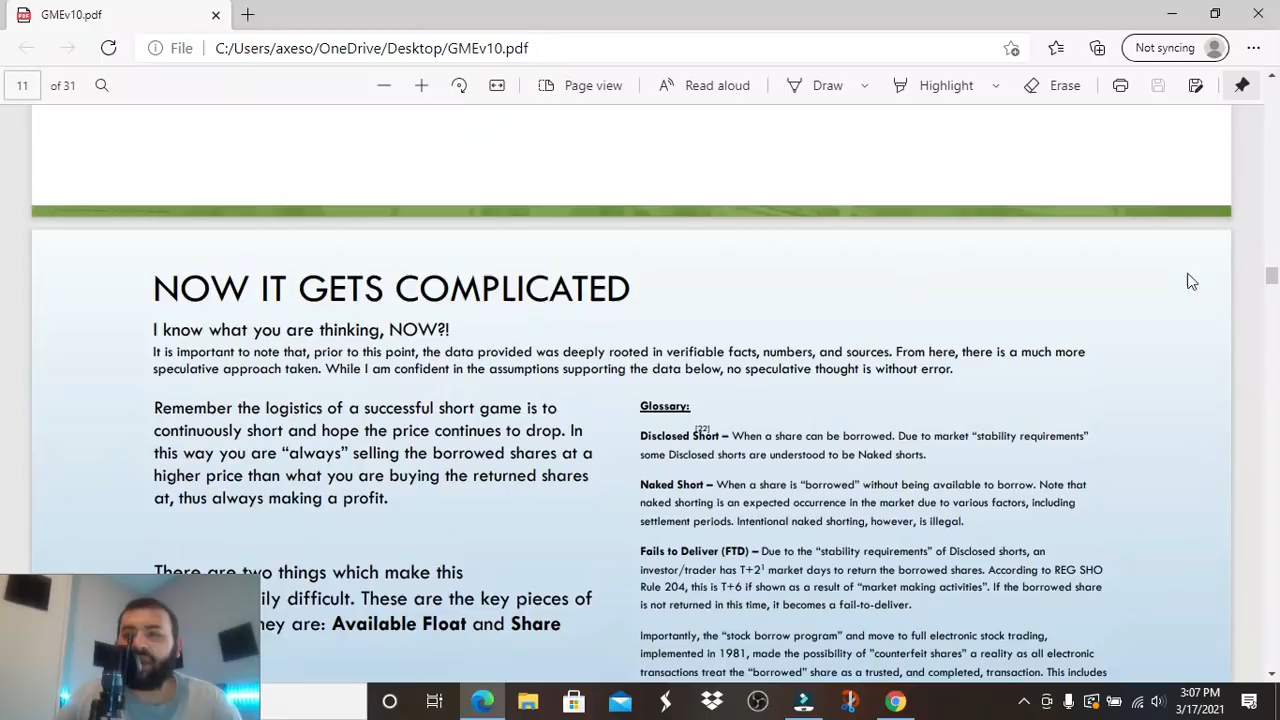 GMEv10.pdf
File
C:/Users/axeso/OneDrive/Desktop/GMEv10.pdf
Not syncing
11 of 31
Page view
Read aloud
Draw
Highlight
Erase
NOW IT GETS COMPLICATED
I know what you are thinking, NOW?!
It is important to note that, prior to this point, the data provided was deeply rooted in verifiable facts, numbers, and sources. From here, there is a much more
speculative approach taken. While I am confident in the assumptions supporting the data below, no speculative thought is without error.
Remember the logistics of a successful short game is to
continuously short and hope the price continues to drop. In
this way you are “always” selling the borrowed shares at a
higher price than what you are buying the returned shares
at, thus always making a profit.
There are two things which make this
ily difficult. These are the key pieces of
hey are: Available Float and Share
Glossary:
[22]
Disclosed Short – When a share can be borrowed. Due to market “stability requirements”
some Disclosed shorts are understood to be Naked shorts.
Naked Short – When a share is “borrowed” without being available to borrow. Note that
naked shorting is an expected occurrence in the market due to various factors, including
settlement periods. Intentional naked shorting, however, is illegal.
Fails to Deliver (FTD) – Due to the “stability requirements” of Disclosed shorts, an
investor/trader has T+2¹ market days to return the borrowed shares. According to REG SHO
Rule 204, this is T+6 if shown as a result of “market making activities”. If the borrowed share
is not returned in this time, it becomes a fail-to-deliver.
Importantly, the “stock borrow program” and move to full electronic stock trading,
implemented in 1981, made the possibility of "counterfeit shares" a reality as all electronic
transactions treat the “borrowed” share as a trusted, and completed, transaction. This includes
3:07 PM
3/17/2021